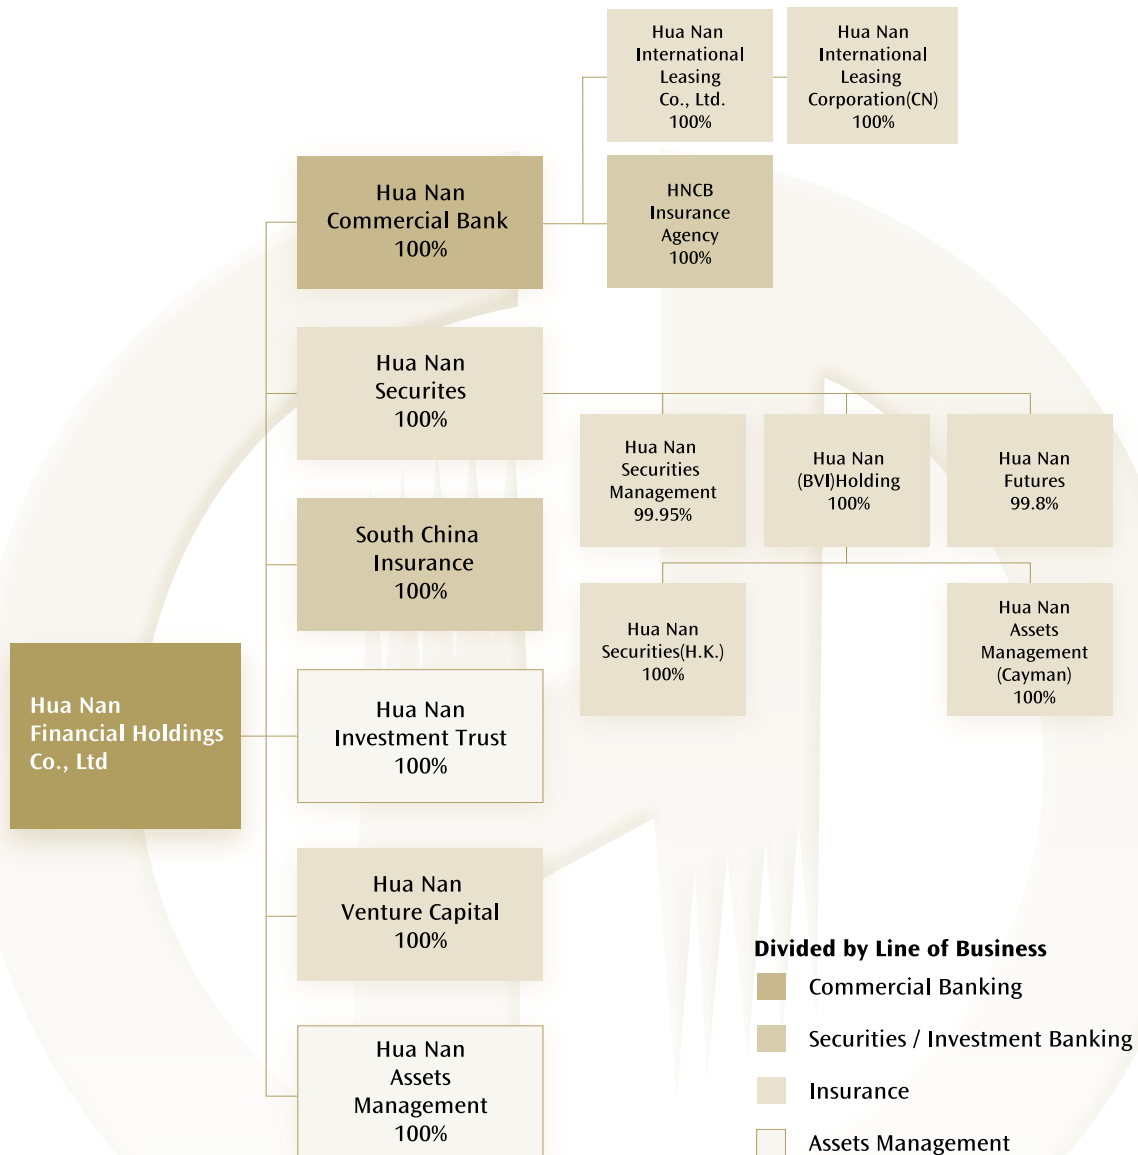 Hua Nan
International
Leasing
Co., Ltd.
100%
Hua Nan
International
Leasing
Corporation(CN)
100%
Hua Nan
Commercial Bank
100%
HNCB
Insurance
Agency
100%
Hua Nan
Securites
100%
Hua Nan
Securities
Management
99.95%
Hua Nan
(BVI)Holding
100%
Hua Nan
Futures
99.8%
South China
Insurance
100%
Hua Nan
Securities(H.K.)
100%
Hua Nan
Assets
Management
(Cayman)
100%
Hua Nan
Financial Holdings
Co., Ltd
Hua Nan
Investment Trust
100%
Hua Nan
Venture Capital
100%
Hua Nan
Assets
Management
100%
Divided by Line of Business
Commercial Banking
Securities / Investment Banking
Insurance
Assets Management